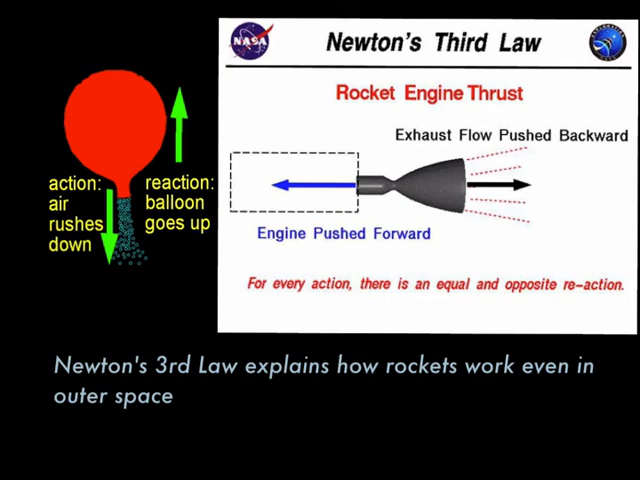 NASA
Newton's Third Law
Rocket Engine Thrust
Exhaust Flow Pushed Backward
Engine Pushed Forward
For every action, there is an equal and opposite re-action.
action:
air
rushes
down
reaction:
balloon
goes up
Newton's 3rd Law explains how rockets work even in
outer space